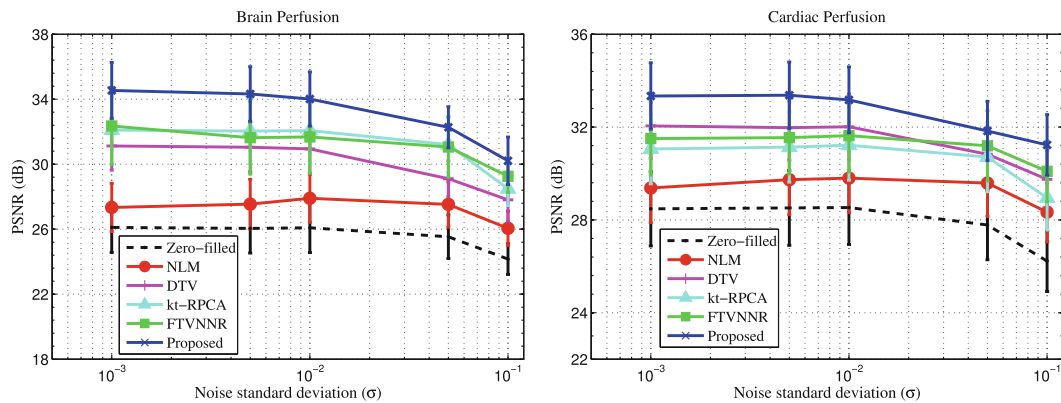 Brain Perfusion
PSNR (dB)
38
34
30
26
22
18
10−3
10−2
10−1
Noise standard deviation (σ)
Zero−filled
NLM
DTV
kt−RPCA
FTVNNR
Proposed
Cardiac Perfusion
PSNR (dB)
36
32
28
24
22
10−3
10−2
10−1
Noise standard deviation (σ)
Zero−filled
NLM
DTV
kt−RPCA
FTVNNR
Proposed